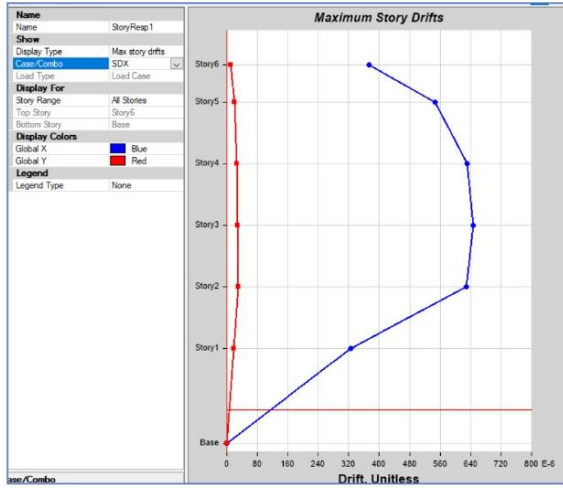 Name
Name StoryResp1
Show
Display Type Max story drifts
Case/Combo SDX
Load Type Load Case
Display For
Story Range All Stories
Top Story Story6
Bottom Story Base
Display Colors
Global X Blue
Global Y Red
Legend
Legend Type None
ase/Combo
Maximum Story Drifts
Story6
Story5
Story4
Story3
Story2
Story1
Base
0 80 160 240 320 400 480 560 640 720 800 E-6
Drift, Unitless